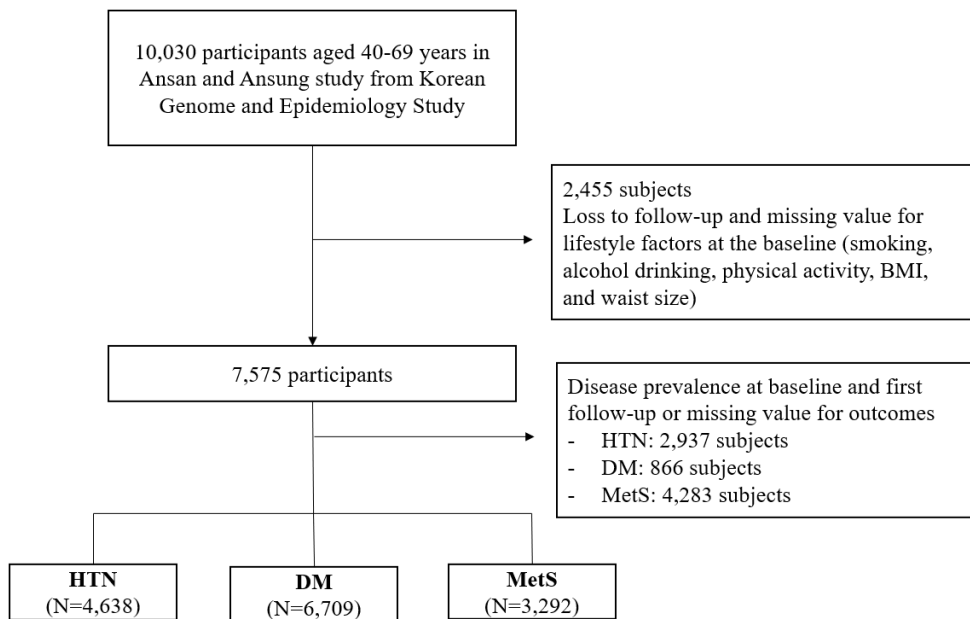 10,030 participants aged 40-69 years in
Ansan and Ansung study from Korean
Genome and Epidemiology Study
2,455 subjects
Loss to follow-up and missing value for
lifestyle factors at the baseline (smoking,
alcohol drinking, physical activity, BMI,
and waist size)
7,575 participants
Disease prevalence at baseline and first
follow-up or missing value for outcomes
- HTN: 2,937 subjects
- DM: 866 subjects
- MetS: 4,283 subjects
HTN
(N=4,638)
DM
(N=6,709)
MetS
(N=3,292)